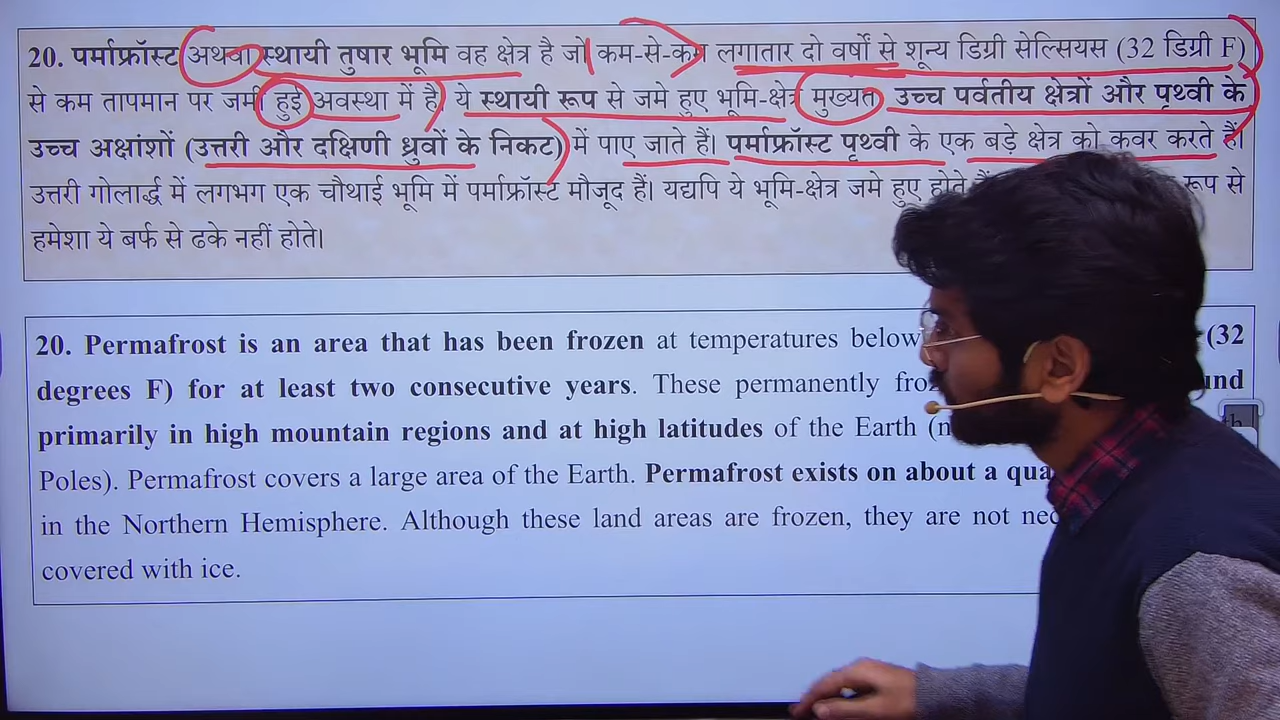 20. पर्माफ्रॉस्ट अथवा स्थायी तुषार भूमि वह क्षेत्र है जो कम-से-कम लगातार दो वर्षों से शून्य डिग्री सेल्सियस (32 डिग्री F)
से कम तापमान पर जमी हुई अवस्था में है। ये स्थायी रूप से जमे हुए भूमि-क्षेत्र मुख्यतः उच्च पर्वतीय क्षेत्रों और पृथ्वी के
उच्च अक्षांशों (उत्तरी और दक्षिणी ध्रुवों के निकट) में पाए जाते हैं। पर्माफ्रॉस्ट पृथ्वी के एक बड़े क्षेत्र को कवर करते हैं।
उत्तरी गोलार्द्ध में लगभग एक चौथाई भूमि में पर्माफ्रॉस्ट मौजूद हैं। यद्यपि ये भूमि-क्षेत्र जमे हुए होते रूप से
हमेशा ये बर्फ से ढके नहीं होते।
20. Permafrost is an area that has been frozen at temperatures below (32
degrees F) for at least two consecutive years. These permanently
primarily in high mountain regions and at high latitudes of the Earth
Poles). Permafrost covers a large area of the Earth. Permafrost exists on about a
in the Northern Hemisphere. Although these land areas are frozen, they are not
covered with ice.